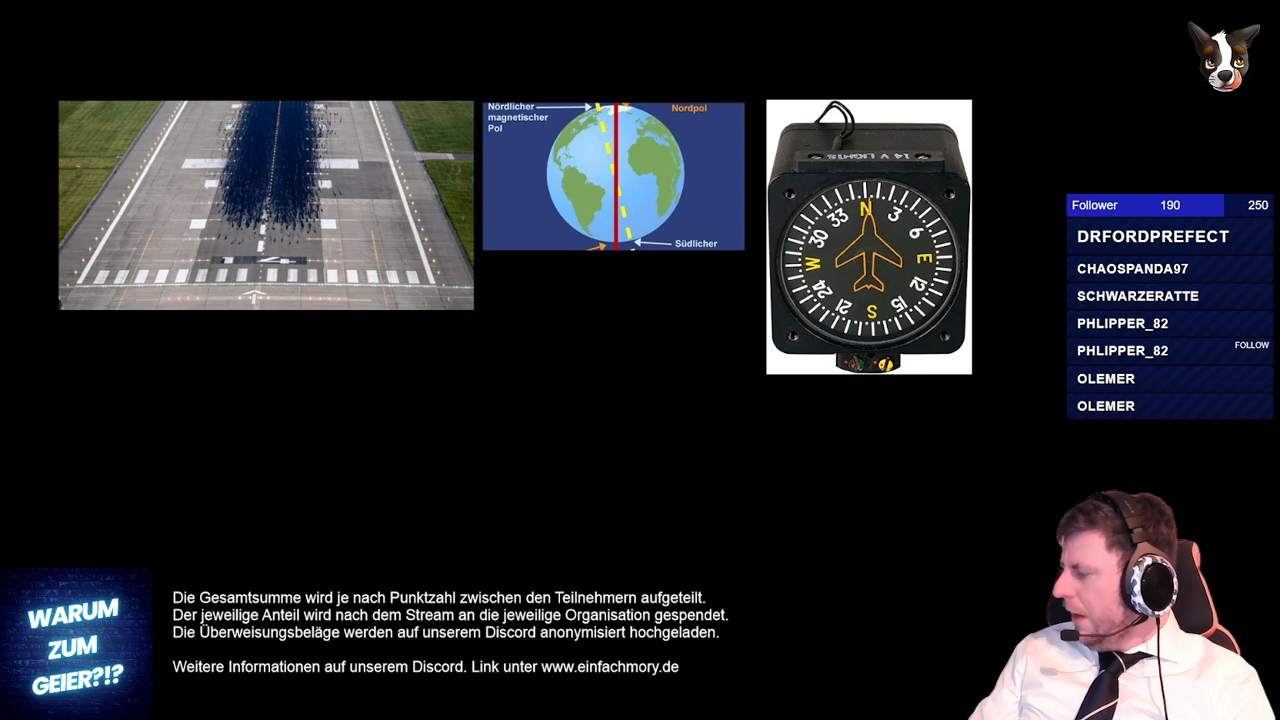 Nördlicher
magnetischer
Pol
Nordpol
Südlicher
14
14 V LIGHTS
N
3
6
E
12
15
S
21
24
W
30
33
Follower 190 250
DRFORDPREFECT
CHAOSPANDA97
SCHWARZERATTE
PHLIPPER_82
PHLIPPER_82 FOLLOW
OLEMER
OLEMER
WARUM
ZUM
GEIER?!?
Die Gesamtsumme wird je nach Punktzahl zwischen den Teilnehmern aufgeteilt.
Der jeweilige Anteil wird nach dem Stream an die jeweilige Organisation gespendet.
Die Überweisungsbeläge werden auf unserem Discord anonymisiert hochgeladen.
Weitere Informationen auf unserem Discord. Link unter www.einfachmory.de